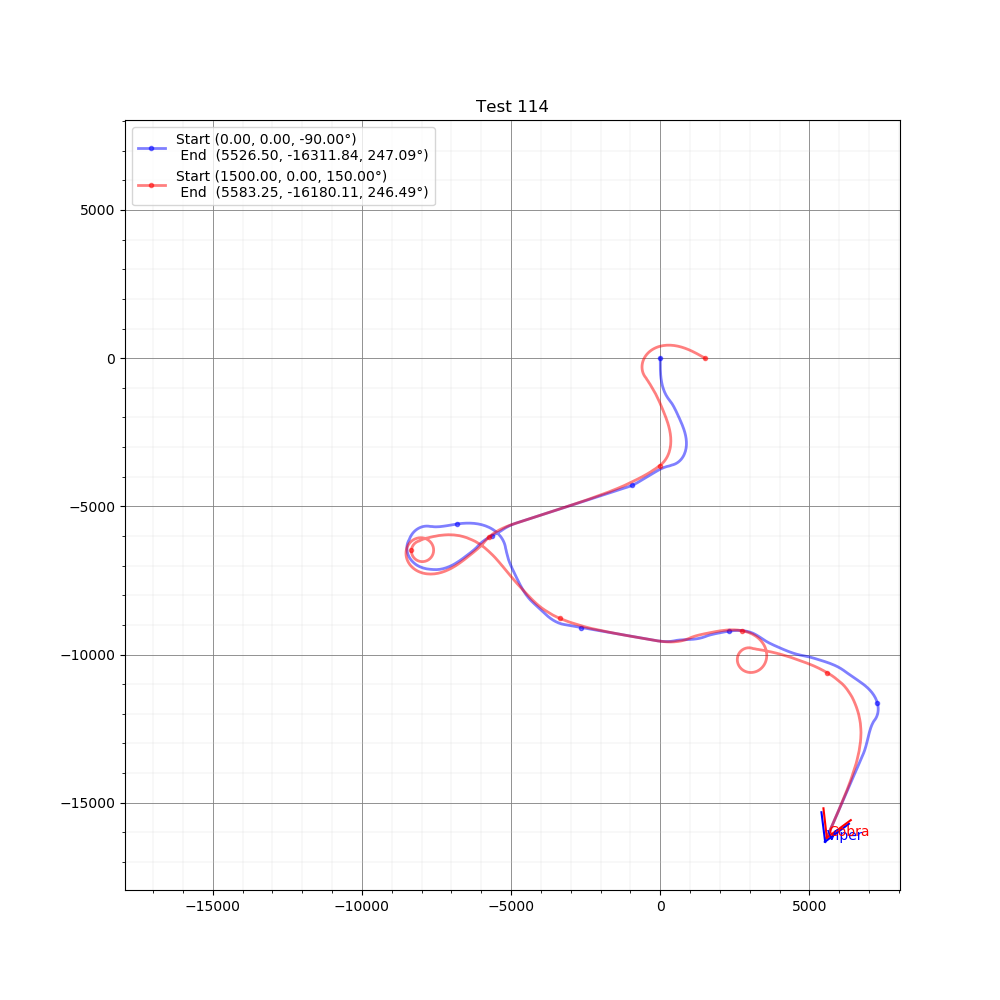 Test 114
Start (0.00, 0.00, -90.00°)
End (5526.50, -16311.84, 247.09°)
Start (1500.00, 0.00, 150.00°)
End (5583.25, -16180.11, 246.49°)
5000
0
−5000
−10000
−15000
Cobra
Viper
−15000
−10000
−5000
0
5000